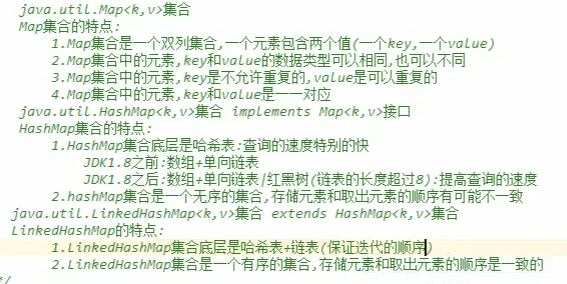 java.util.Map<k,v>集合
Map集合的特点:
1.Map集合是一个双列集合,一个元素包含两个值(一个key,一个value)
2.Map集合中的元素,key和value的数据类型可以相同,也可以不同
3.Map集合中的元素,key是不允许重复的,value是可以重复的
4.Map集合中的元素,key和value是一一对应
java.util.HashMap<k,v>集合 implements Map<k,v>接口
HashMap集合的特点:
1.HashMap集合底层是哈希表:查询的速度特别的快
JDK1.8之前:数组+单向链表
JDK1.8之后:数组+单向链表|红黑树(链表的长度超过8):提高查询的速度
2.hashMap集合是一个无序的集合,存储元素和取出元素的顺序有可能不一致
java.util.LinkedHashMap<k,v>集合 extends HashMap<k,v>集合
LinkedHashMap的特点:
1.LinkedHashMap集合底层是哈希表+链表(保证迭代的顺序)
2.LinkedHashMap集合是一个有序的集合,存储元素和取出元素的顺序是一致的
*/